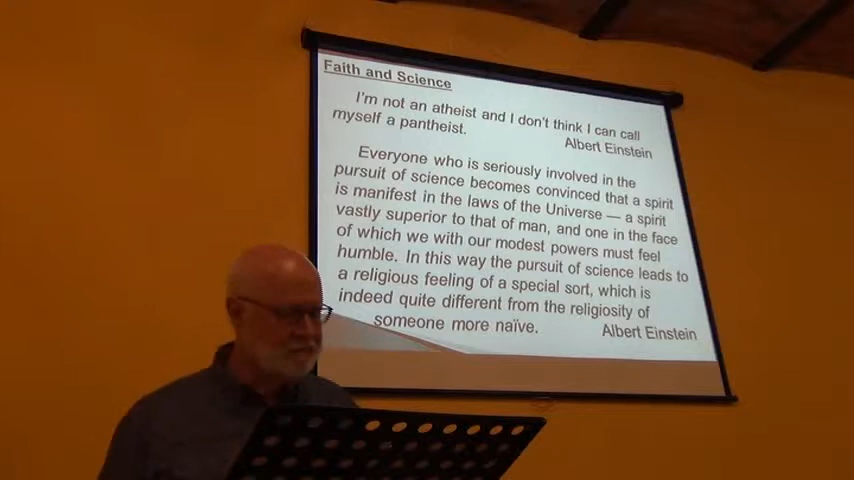 Faith and Science
I'm not an atheist and I don't think I can call
myself a pantheist.
Albert Einstein
Everyone who is seriously involved in the
pursuit of science becomes convinced that a spirit
is manifest in the laws of the Universe — a spirit
vastly superior to that of man, and one in the face
of which we with our modest powers must feel
humble. In this way the pursuit of science leads to
a religious feeling of a special sort, which is
indeed quite different from the religiosity of
someone more naïve. Albert Einstein